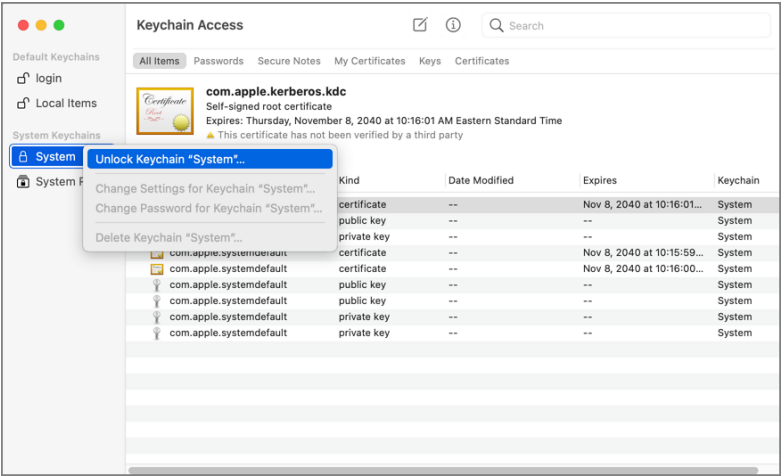 Keychain Access
Search
Default Keychains
login
Local Items
System Keychains
System
System R
All Items Passwords Secure Notes My Certificates Keys Certificates
Certificate
Root
com.apple.kerberos.kdc
Self-signed root certificate
Expires: Thursday, November 8, 2040 at 10:16:01 AM Eastern Standard Time
This certificate has not been verified by a third party
Unlock Keychain “System”...
Change Settings for Keychain “System”...
Change Password for Keychain “System”...
Delete Keychain “System”...
Kind Date Modified Expires Keychain
certificate -- Nov 8, 2040 at 10:16:01... System
public key -- -- System
private key -- -- System
com.apple.systemdefault certificate -- Nov 8, 2040 at 10:15:59... System
com.apple.systemdefault certificate -- Nov 8, 2040 at 10:16:00... System
com.apple.systemdefault public key -- -- System
com.apple.systemdefault public key -- -- System
com.apple.systemdefault private key -- -- System
com.apple.systemdefault private key -- -- System